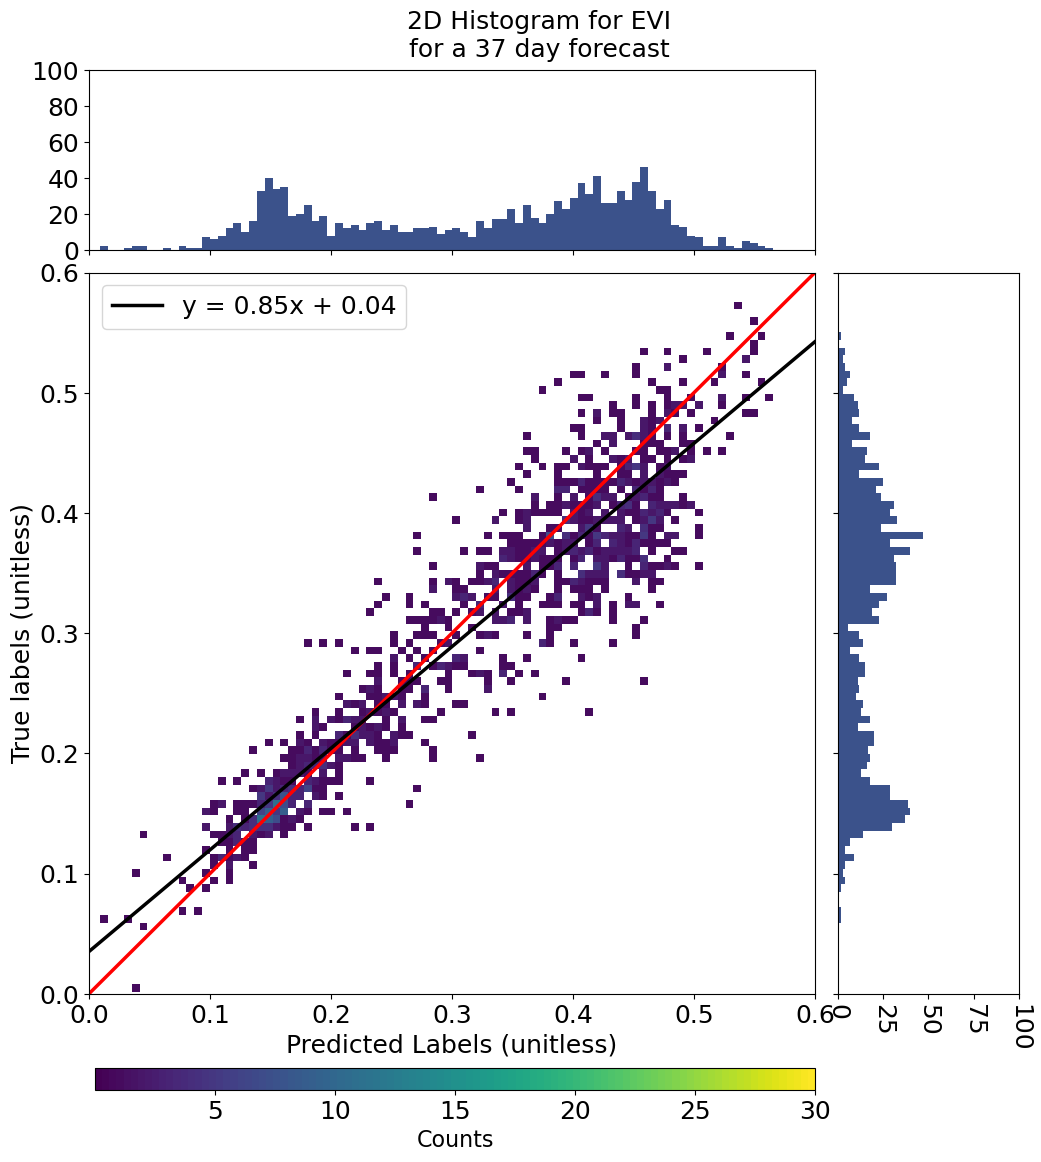 2D Histogram for EVI
for a 37 day forecast
100
80
60
40
20
0
0.6
0.5
0.4
0.3
0.2
0.1
0.0
True labels (unitless)
y = 0.85x + 0.04
0.0 0.1 0.2 0.3 0.4 0.5 0.6
Predicted Labels (unitless)
0 25 50 75 100
5 10 15 20 25 30
Counts